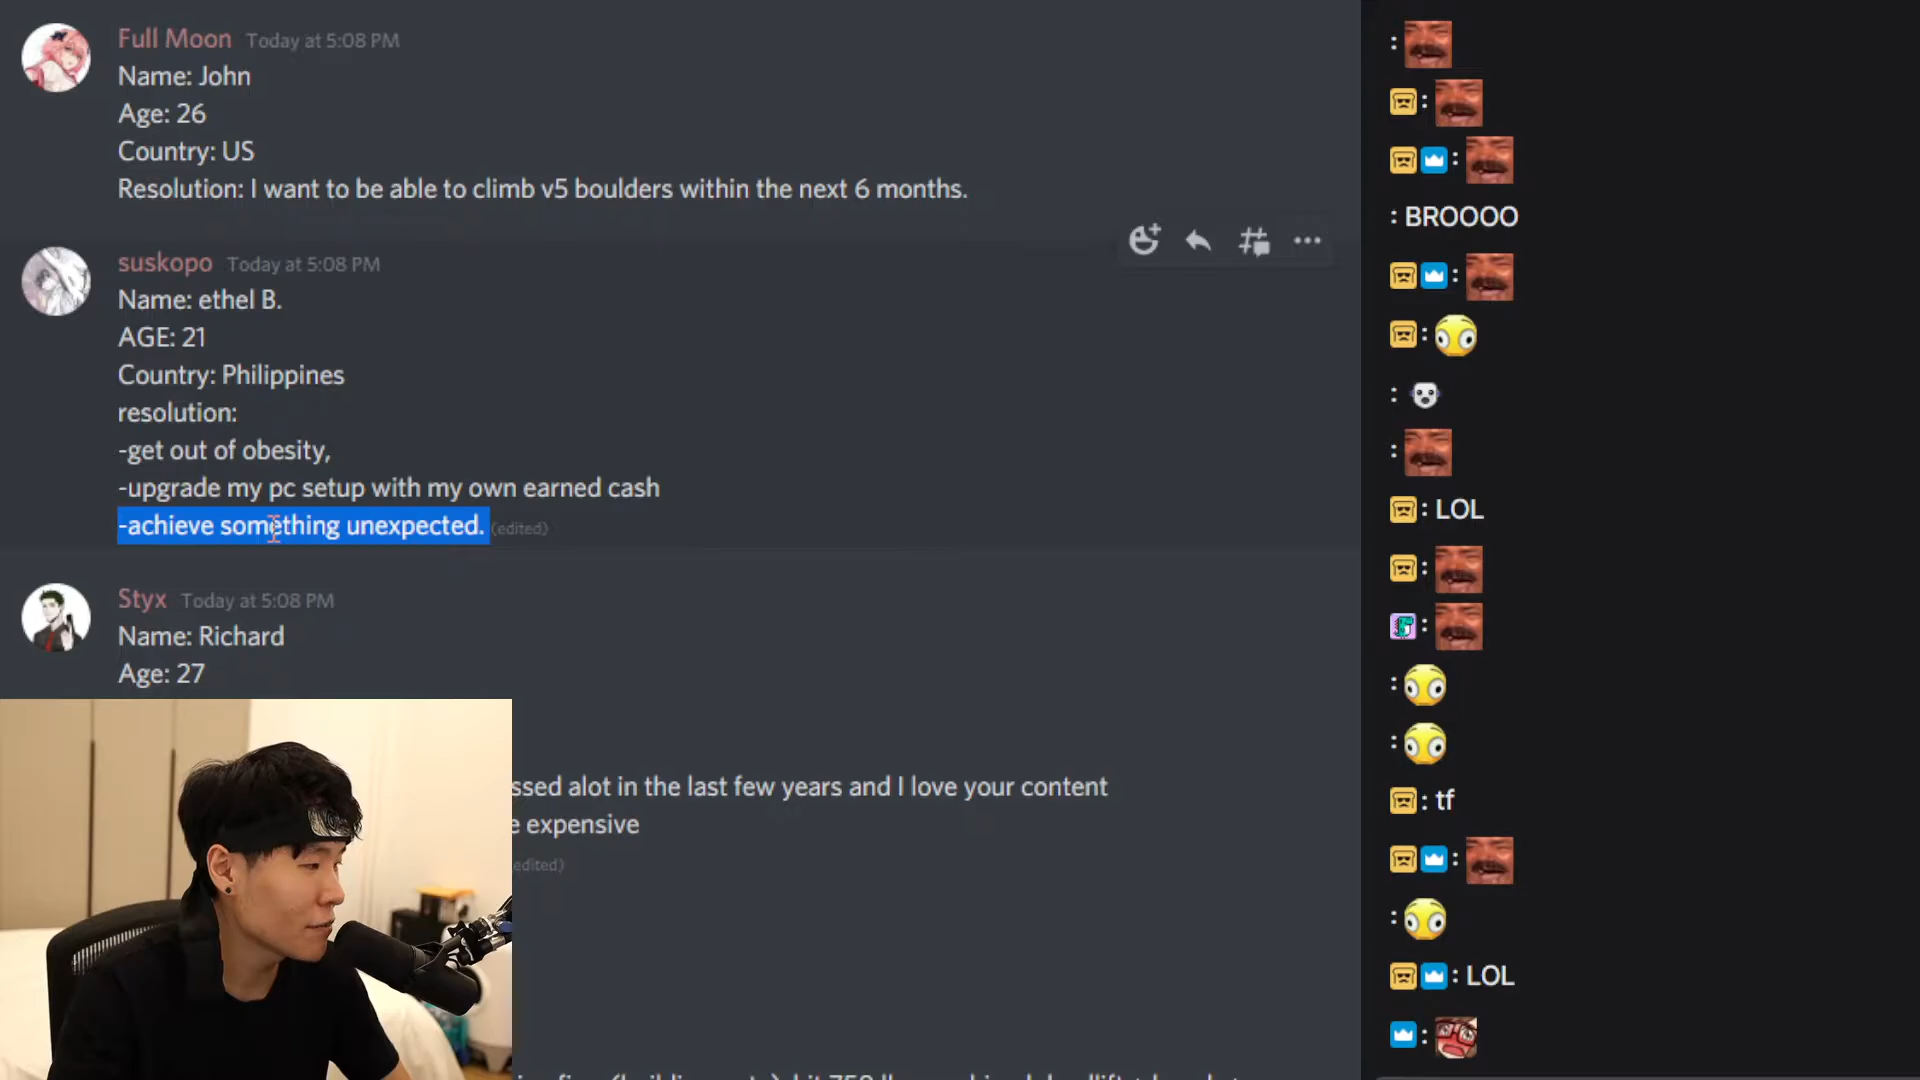 Full Moon Today at 5:08 PM
Name: John
Age: 26
Country: US
Resolution: I want to be able to climb v5 boulders within the next 6 months.
suskopo Today at 5:08 PM
Name: ethel B.
AGE: 21
Country: Philippines
resolution:
-get out of obesity,
-upgrade my pc setup with my own earned cash
-achieve something unexpected. (edited)
Styx Today at 5:08 PM
Name: Richard
Age: 27
ssed alot in the last few years and I love your content
e expensive
edited)
:
:
:
: BROOOO
:
:
:
:
: LOL
:
:
:
:
: tf
:
:
: LOL
: